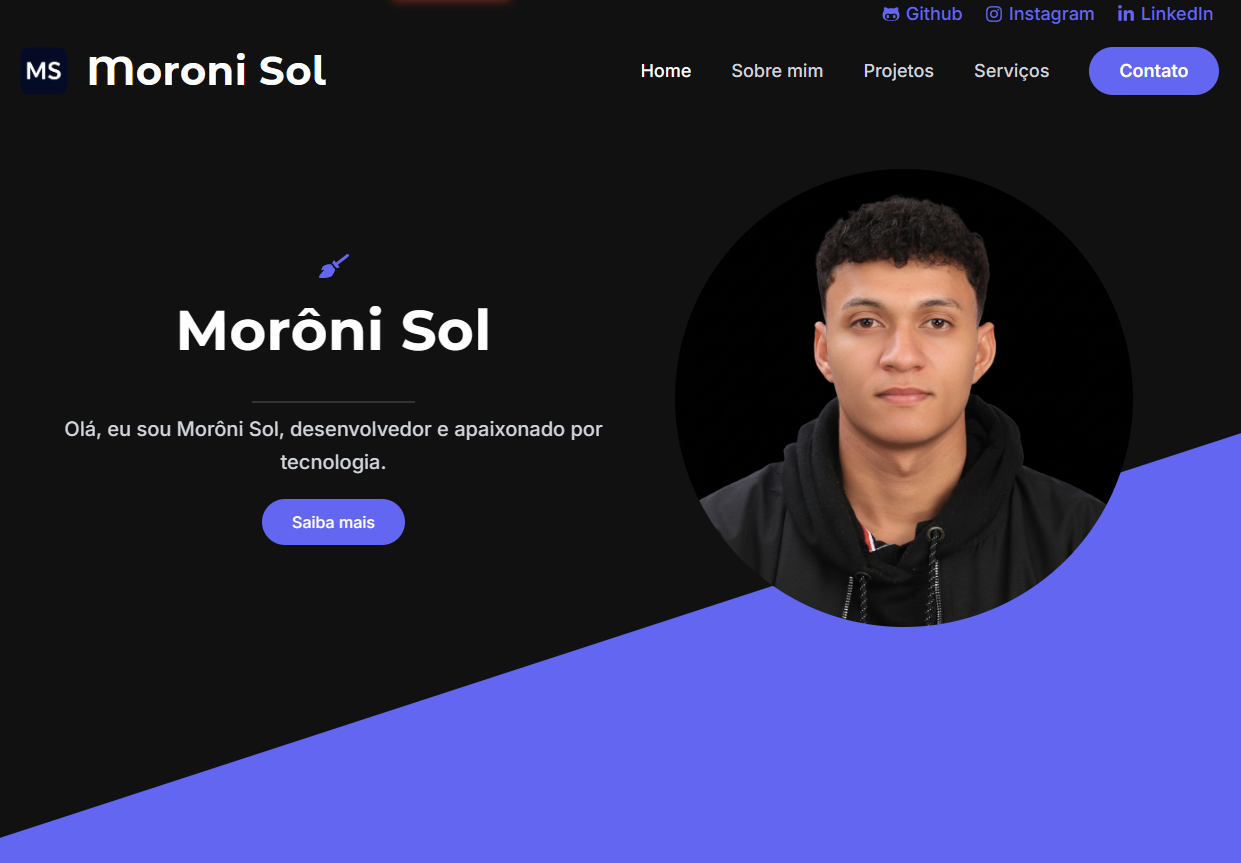 Github Instagram LinkedIn
MS Moroni Sol Home Sobre mim Projetos Serviços Contato
Morôni Sol
Olá, eu sou Morôni Sol, desenvolvedor e apaixonado por
tecnologia.
Saiba mais